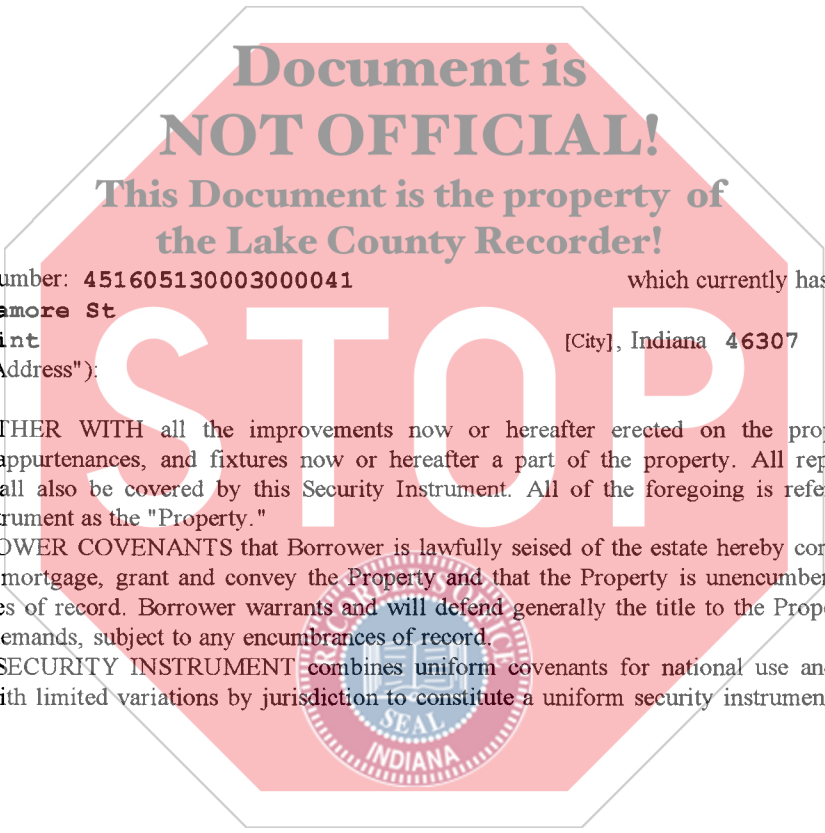 Document is
NOT OFFICIAL!
This Document is the property of
the Lake County Recorder!
umber: 451605130003000041 which currently has
amore St
int [City], Indiana 46307
Address"):
THER WITH all the improvements now or hereafter erected on the prop
appurtenances, and fixtures now or hereafter a part of the property. All rep
all also be covered by this Security Instrument. All of the foregoing is refe
rument as the "Property."
OWER COVENANTS that Borrower is lawfully seised of the estate hereby con
mortgage, grant and convey the Property and that the Property is unencumber
es of record. Borrower warrants and will defend generally the title to the Prope
emands, subject to any encumbrances of record.
SECURITY INSTRUMENT combines uniform covenants for national use an
ith limited variations by jurisdiction to constitute a uniform security instrumen
STOP
RECORDER'S OFFICE
SEAL
INDIANA